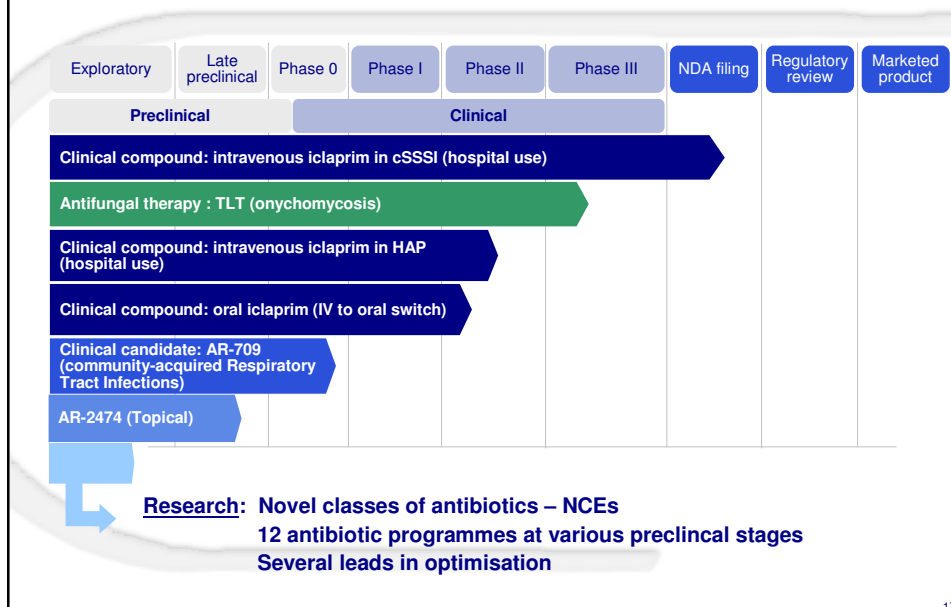 Exploratory
Late
preclinical
Phase 0
Phase I
Phase II
Phase III
NDA filing
Regulatory
review
Marketed
product
Preclinical
Clinical
Clinical compound: intravenous iclaprim in cSSSI (hospital use)
Antifungal therapy : TLT (onychomycosis)
Clinical compound: intravenous iclaprim in HAP
(hospital use)
Clinical compound: oral iclaprim (IV to oral switch)
Clinical candidate: AR-709
(community-acquired Respiratory
Tract Infections)
AR-2474 (Topical)
Research: Novel classes of antibiotics – NCEs
12 antibiotic programmes at various preclincal stages
Several leads in optimisation